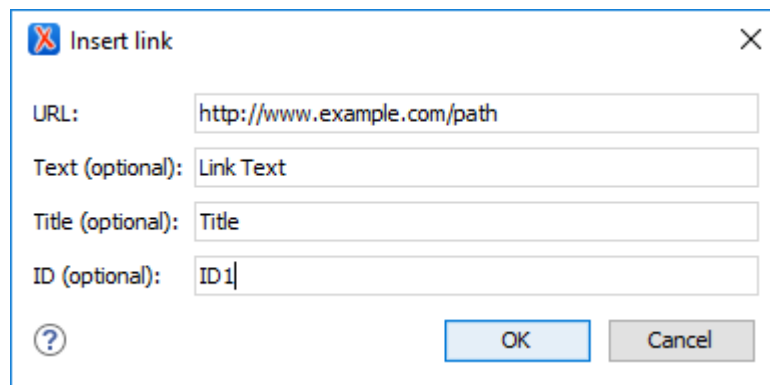 Insert link
URL: http://www.example.com/path
Text (optional): Link Text
Title (optional): Title
ID (optional): ID1
? OK Cancel